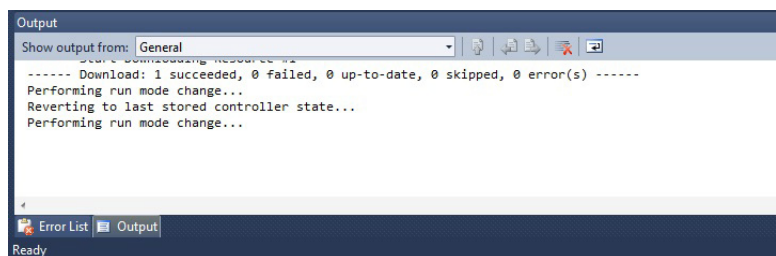 Output
Show output from: General
------ Download: 1 succeeded, 0 failed, 0 up-to-date, 0 skipped, 0 error(s) ------
Performing run mode change...
Reverting to last stored controller state...
Performing run mode change...
Error List Output
Ready